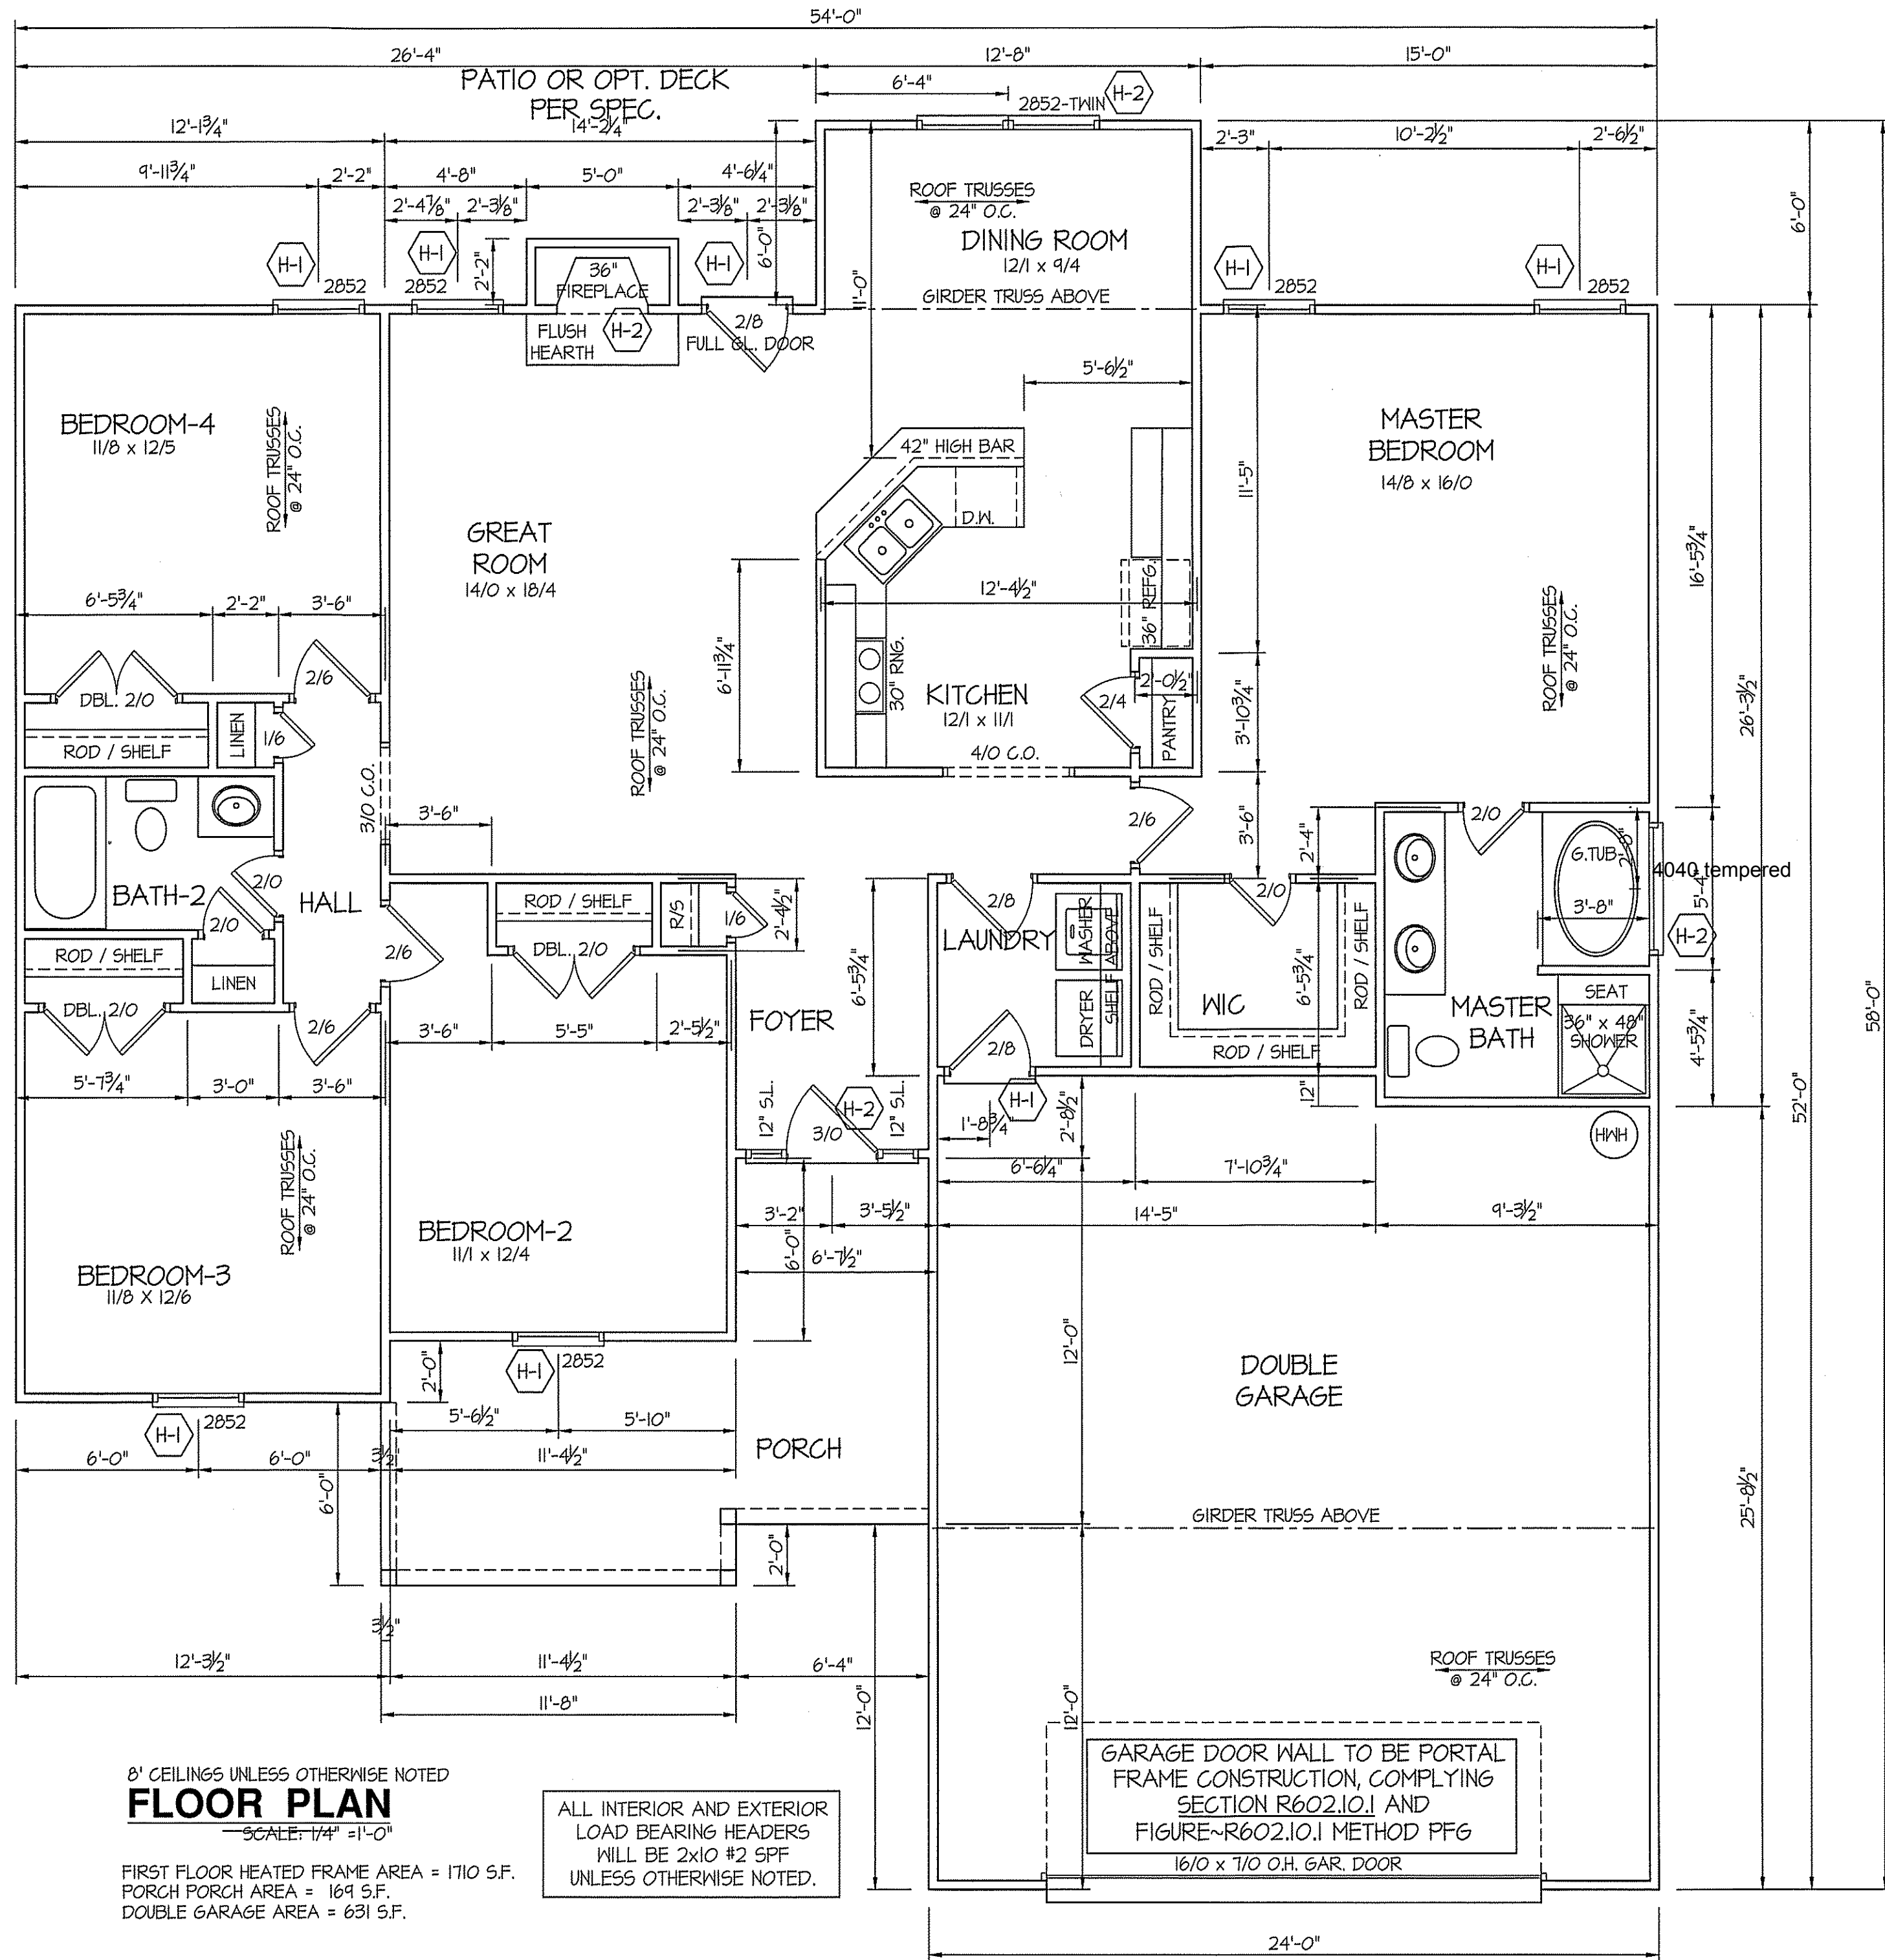 54'-0"
26'-4"
12'-8"
15'-0"
PATIO OR OPT. DECK
PER SPEC.
6'-4"
2852-TWIN
H-2
12'-1¾"
14'-2¼"
2'-3"
10'-2½"
2'-6½"
9'-11¾"
2'-2"
4'-8"
5'-0"
4'-6¼"
2'-4⅞"
2'-3⅛"
2'-3⅛"
2'-3⅛"
6'-0"
6'-0"
ROOF TRUSSES
@ 24" O.C.
DINING ROOM
12/1 x 9/4
H-1
2852
H-1
2852
2'-2"
36"
FIREPLACE
H-1
11'-0"
GIRDER TRUSS ABOVE
H-1
2852
H-1
2852
FLUSH
HEARTH
H-2
2/8
FULL GL. DOOR
5'-6½"
BEDROOM-4
11/8 x 12/5
ROOF TRUSSES
@ 24" O.C.
42" HIGH BAR
D.W.
11'-5"
MASTER
BEDROOM
14/8 x 16/0
GREAT
ROOM
14/0 x 18/4
16'-5¾"
6'-5¾"
2'-2"
3'-6"
12'-4½"
36" REFG.
ROOF TRUSSES
@ 24" O.C.
6'-11¾"
30" RNG.
ROOF TRUSSES
@ 24" O.C.
DBL. 2/0
2/6
KITCHEN
12/1 x 11/1
2/4
2'-0½"
PANTRY
3'-10¾"
26'-3½"
ROD / SHELF
LINEN
1/6
4/0 C.O.
3/0 C.O.
3'-6"
2/6
3'-6"
2'-4"
2/0
G.TUB
4040 tempered
5'-4"
BATH-2
2/0
HALL
2/0
ROD / SHELF
R/S
1/6
2'-4½"
2/8
LAUNDRY
WASHER
SHELF ABOVE
2/0
ROD / SHELF
ROD / SHELF
3'-8"
H-2
ROD / SHELF
LINEN
2/6
DBL. 2/0
6'-5¾"
DRYER
WIC
6'-5¾"
MASTER
BATH
SEAT
36" x 48"
SHOWER
4'-5¾"
58'-0"
52'-0"
DBL. 2/0
2/6
3'-6"
5'-5"
2'-5½"
FOYER
2/8
ROD / SHELF
5'-7¾"
3'-0"
3'-6"
12" S.L.
H-2
3/0
12" S.L.
H-1
1'-8¾"
2'-8½"
12"
HWH
6'-6¼"
7'-10¾"
ROOF TRUSSES
@ 24" O.C.
3'-2"
3'-5½"
14'-5"
9'-3½"
BEDROOM-2
11/1 x 12/4
6'-0"
6'-7½"
BEDROOM-3
11/8 X 12/6
2'-0"
H-1
2852
12'-0"
DOUBLE
GARAGE
H-1
2852
5'-6½"
5'-10"
PORCH
6'-0"
6'-0"
3½"
11'-4½"
6'-0"
25'-8½"
GIRDER TRUSS ABOVE
2'-0"
3½"
12'-3½"
11'-4½"
6'-4"
11'-8"
12'-0"
12'-0"
ROOF TRUSSES
@ 24" O.C.
GARAGE DOOR WALL TO BE PORTAL
FRAME CONSTRUCTION, COMPLYING
SECTION R602.10.1 AND
FIGURE~R602.10.1 METHOD PFG
16/0 x 7/0 O.H. GAR. DOOR
24'-0"
8' CEILINGS UNLESS OTHERWISE NOTED
FLOOR PLAN
SCALE: 1/4" =1'-0"
FIRST FLOOR HEATED FRAME AREA = 1710 S.F.
PORCH PORCH AREA = 169 S.F.
DOUBLE GARAGE AREA = 631 S.F.
ALL INTERIOR AND EXTERIOR
LOAD BEARING HEADERS
WILL BE 2x10 #2 SPF
UNLESS OTHERWISE NOTED.